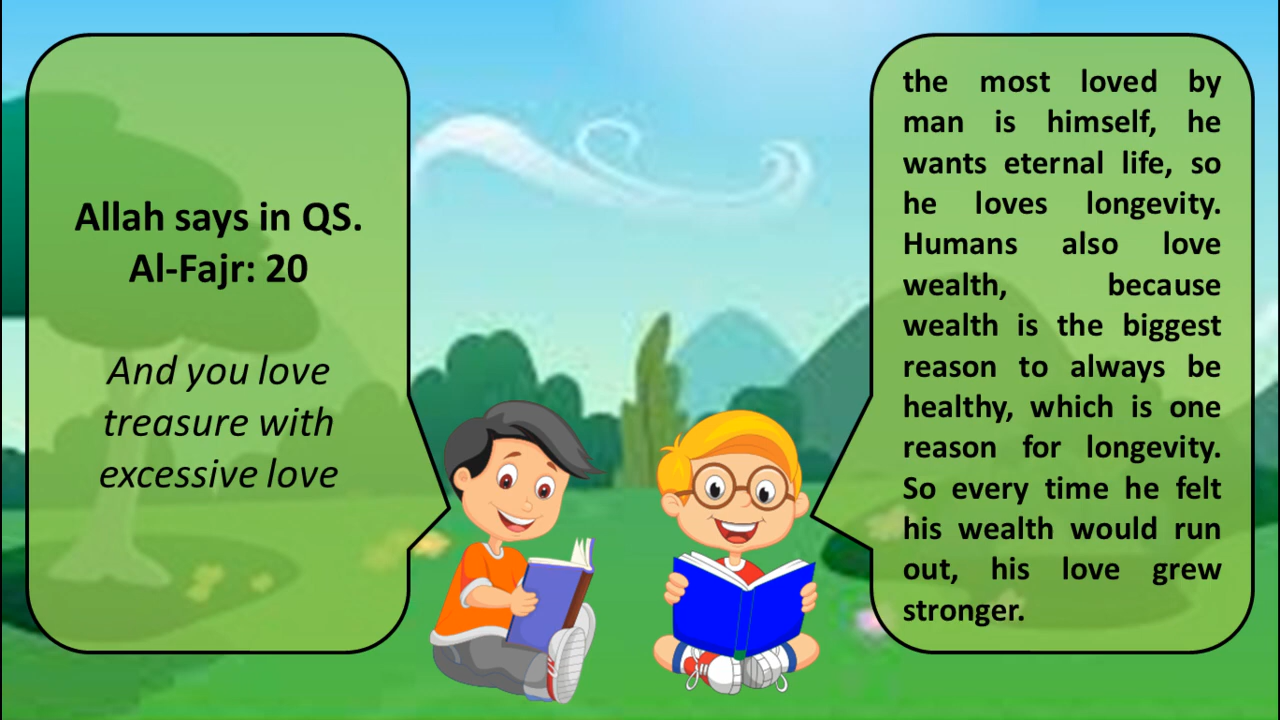 Allah says in QS.
Al-Fajr: 20
And you love
treasure with
excessive love
the most loved by
man is himself, he
wants eternal life, so
he loves longevity.
Humans also love
wealth, because
wealth is the biggest
reason to always be
healthy, which is one
reason for longevity.
So every time he felt
his wealth would run
out, his love grew
stronger.